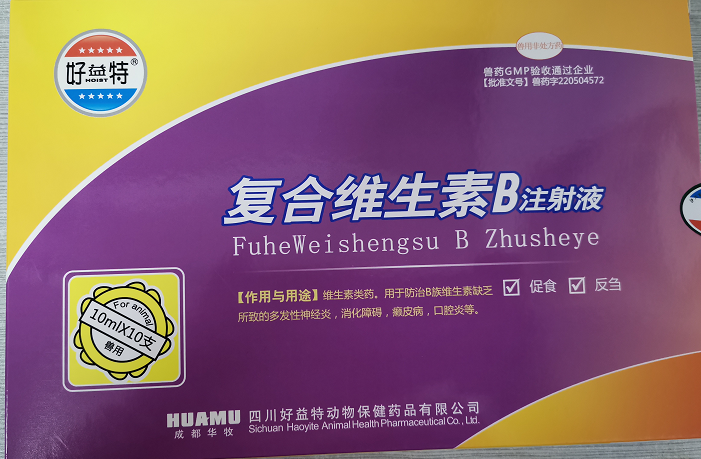 兽用非处方药
好益特®
HOIST
兽药GMP验收通过企业
【批准文号】兽药字220504572
复合维生素B注射液
FuheWeishengsu B Zhusheye
【作用与用途】维生素类药。用于防治B族维生素缺乏
所致的多发性神经炎，消化障碍，癞皮病，口腔炎等。
促食 反刍
For animal
10mlX10支
兽用
HUAMU
成都华牧
四川好益特动物保健药品有限公司
Sichuan Haoyite Animal Health Pharmaceutical Co., Ltd.